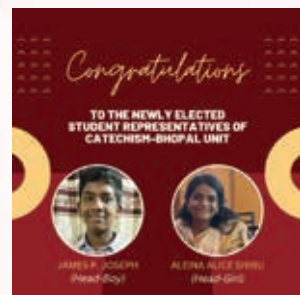 Congratulations
TO THE NEWLY ELECTED
STUDENT REPRESENTATIVES OF
CATECHISM-BHOPAL UNIT
JAMES P. JOSEPH
(Head-Boy)
ALEINA ALICE SHIBU
(Head-Girl)